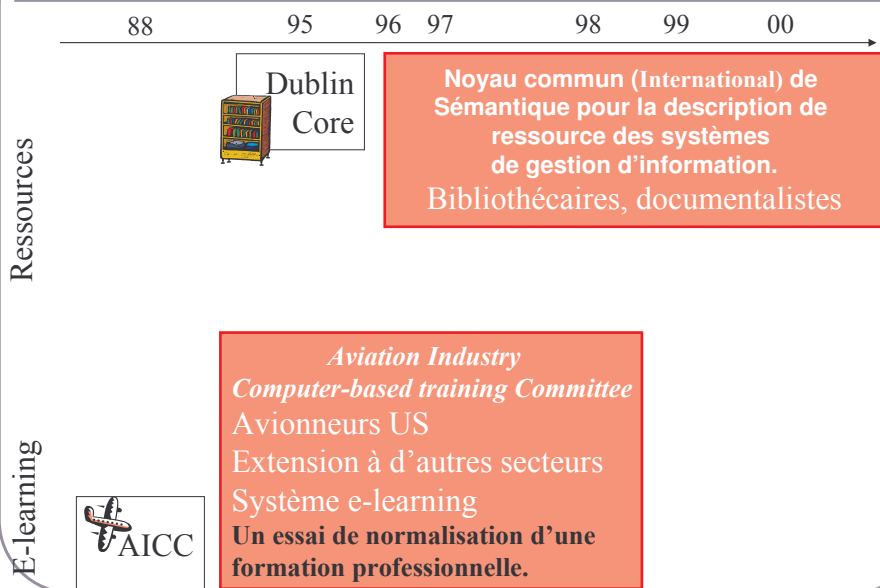 88 95 96 97 98 99 00
Ressources
Dublin
Core
Noyau commun (International) de
Sémantique pour la description de
ressource des systèmes
de gestion d’information.
Bibliothécaires, documentalistes
E-learning
AICC
Aviation Industry
Computer-based training Committee
Avionneurs US
Extension à d’autres secteurs
Système e-learning
Un essai de normalisation d’une
formation professionnelle.